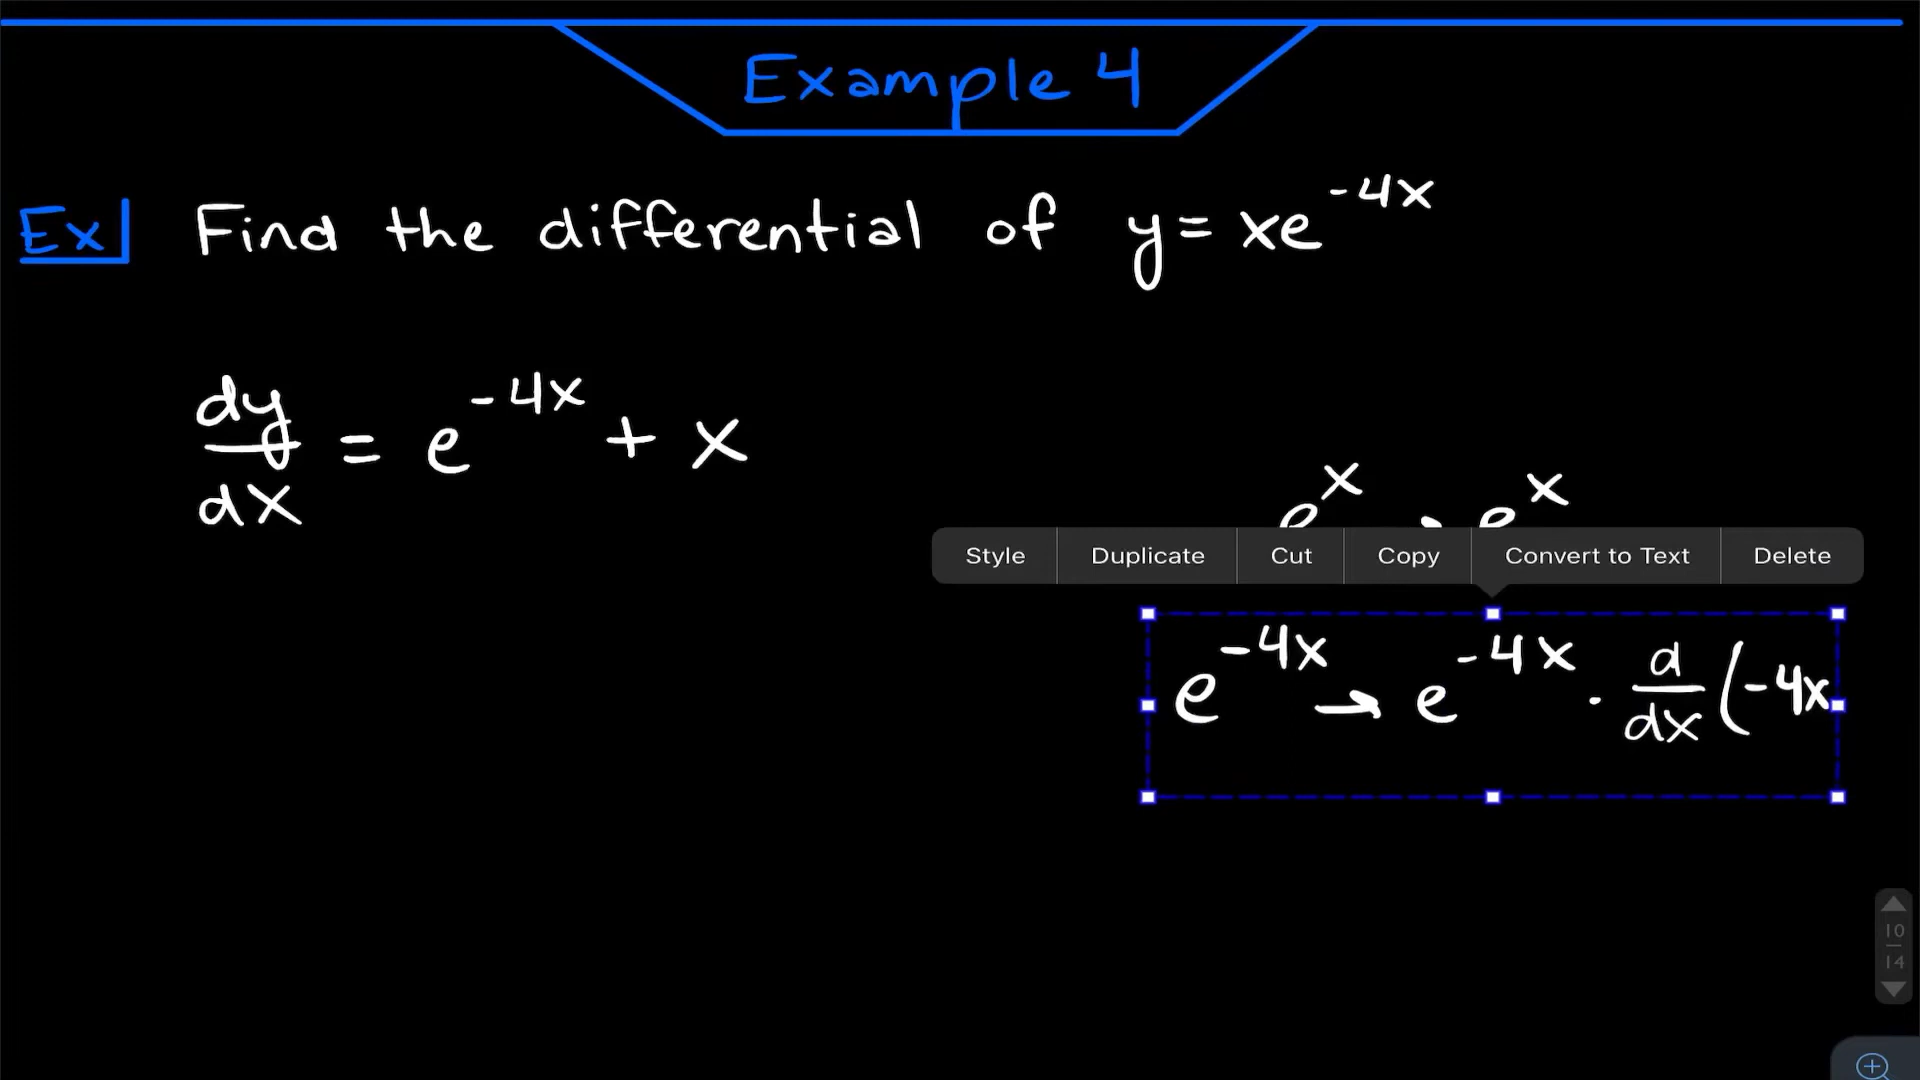 Example 4
Ex Find the differential of y = xe^-4x
dy/dx = e^-4x + x
e^x → e^x
Style Duplicate Cut Copy Convert to Text Delete
e^-4x → e^-4x · d/dx (-4x
10
14